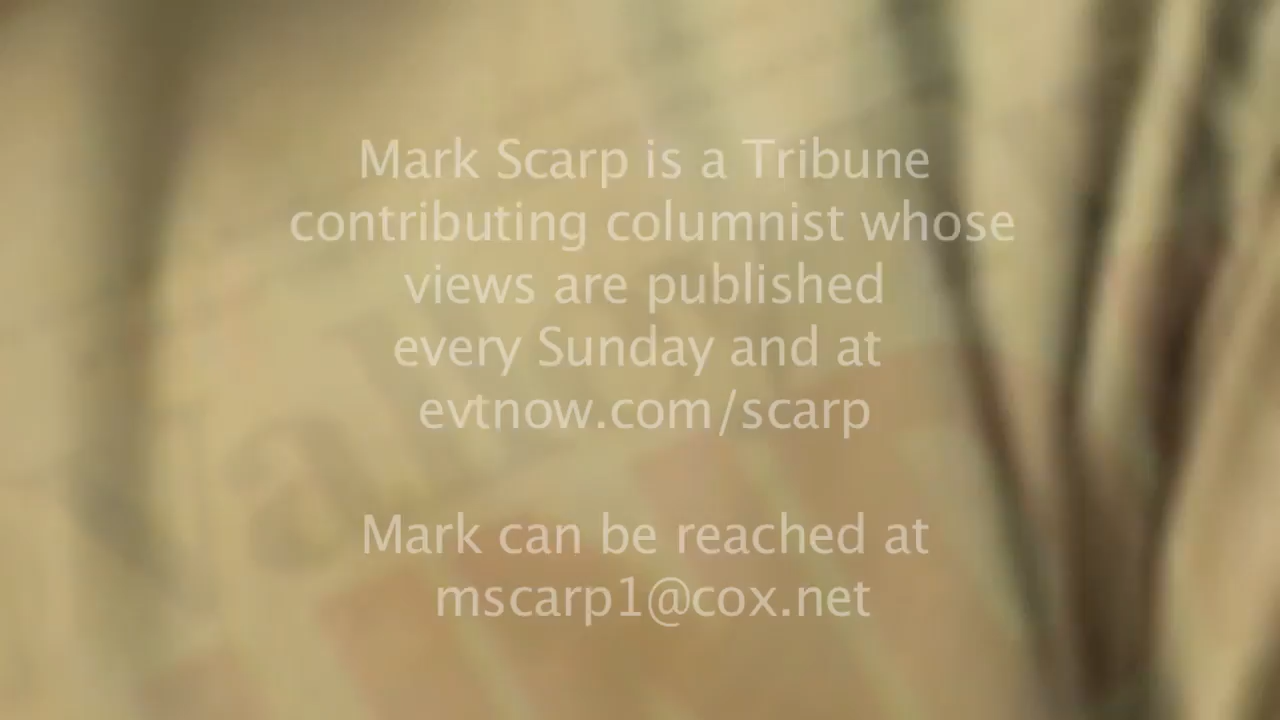 Mark Scarp is a Tribune
contributing columnist whose
views are published
every Sunday and at
evtnow.com/scarp
Mark can be reached at
mscarp1@cox.net